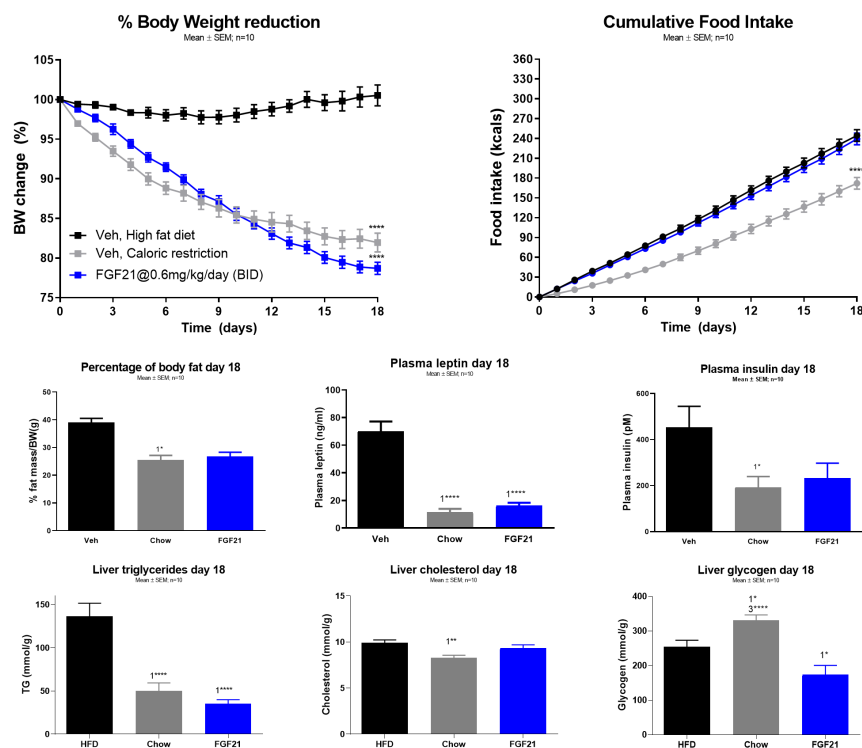 % Body Weight reduction
Mean ± SEM; n=10
105
100
95
90
85
80
75
BW change (%)
Veh, High fat diet
Veh, Caloric restriction
FGF21@0.6mg/kg/day (BID)
****
****
0 3 6 9 12 15 18
Time (days)
Cumulative Food Intake
Mean ± SEM; n=10
360
330
300
270
240
210
180
150
120
90
60
30
0
Food intake (kcals)
0 3 6 9 12 15 18
Time (days)
Percentage of body fat day 18
Mean ± SEM; n=10
50
40
30
20
10
0
% fat mass/BW(g)
1*
Veh Chow FGF21
Plasma leptin day 18
Mean ± SEM; n=10
100
80
60
40
20
0
Plasma leptin (ng/ml)
1**** 1****
Veh Chow FGF21
Plasma insulin day 18
Mean ± SEM; n=10
600
400
200
0
Plasma insulin (pM)
1*
Veh Chow FGF21
Liver triglycerides day 18
Mean ± SEM; n=10
150
100
50
0
TG (mmol/g)
1**** 1****
HFD Chow FGF21
Liver cholesterol day 18
Mean ± SEM; n=10
15
10
5
0
Cholesterol (mmol/g)
1**
HFD Chow FGF21
Liver glycogen day 18
Mean ± SEM; n=10
400
300
200
100
0
Glycogen (mmol/g)
1*
3****
1*
HFD Chow FGF21